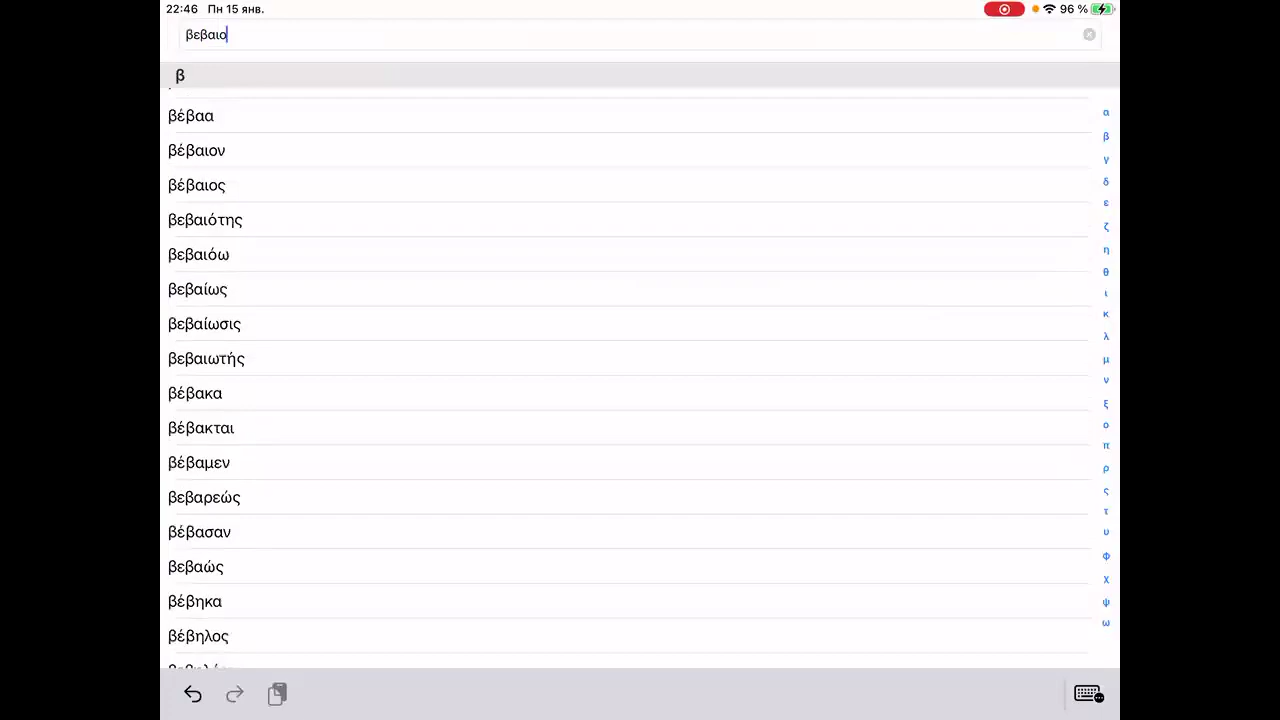 22:46 Пн 15 янв. 96 %
βεβαιο
β
βέβαα
βέβαιον
βέβαιος
βεβαιότης
βεβαιόω
βεβαίως
βεβαίωσις
βεβαιωτής
βέβακα
βέβακται
βέβαμεν
βεβαρεώς
βέβασαν
βεβαώς
βέβηκα
βέβηλος
α
β
γ
δ
ε
ζ
η
θ
ι
κ
λ
μ
ν
ξ
ο
π
ρ
ς
τ
υ
φ
χ
ψ
ω